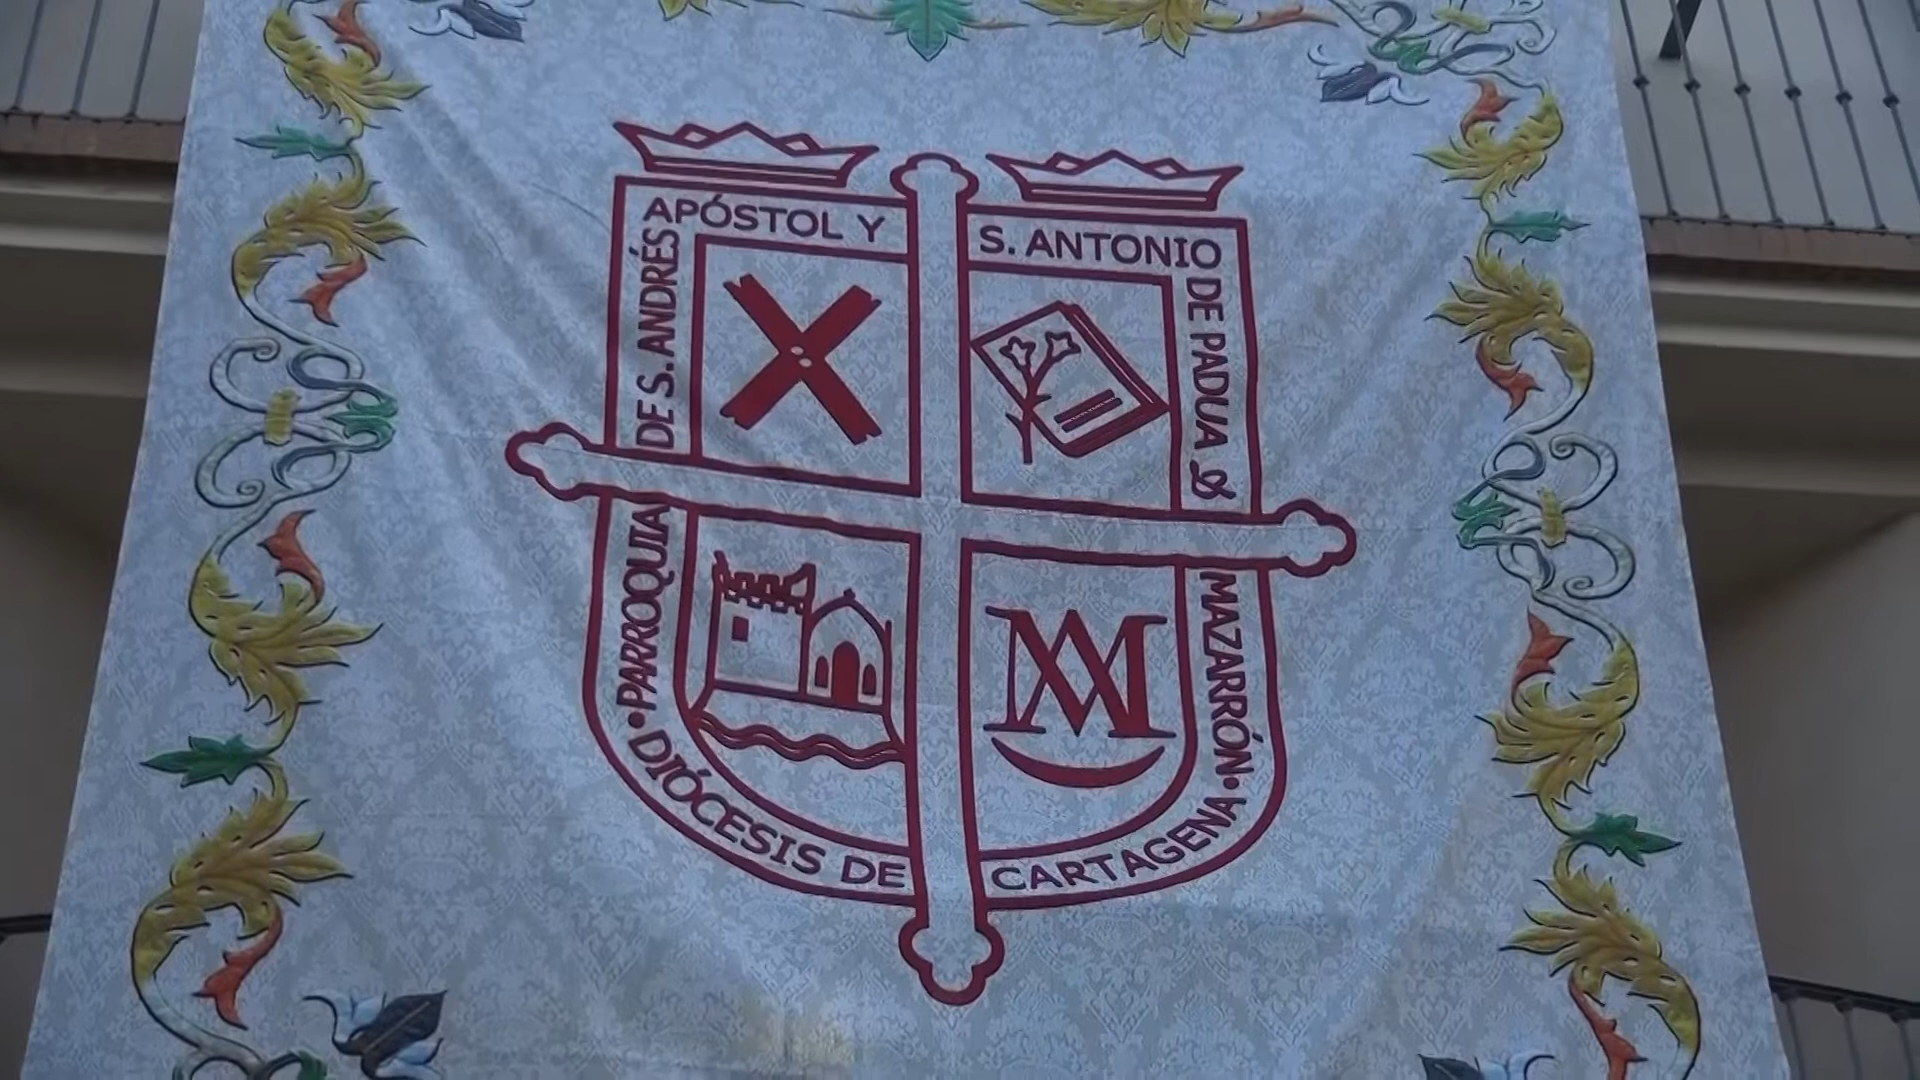 PARROQUIA
DE S. ANDRÉS
APÓSTOL Y
S. ANTONIO
DE PADUA
MAZARRÓN
DIÓCESIS DE
CARTAGENA